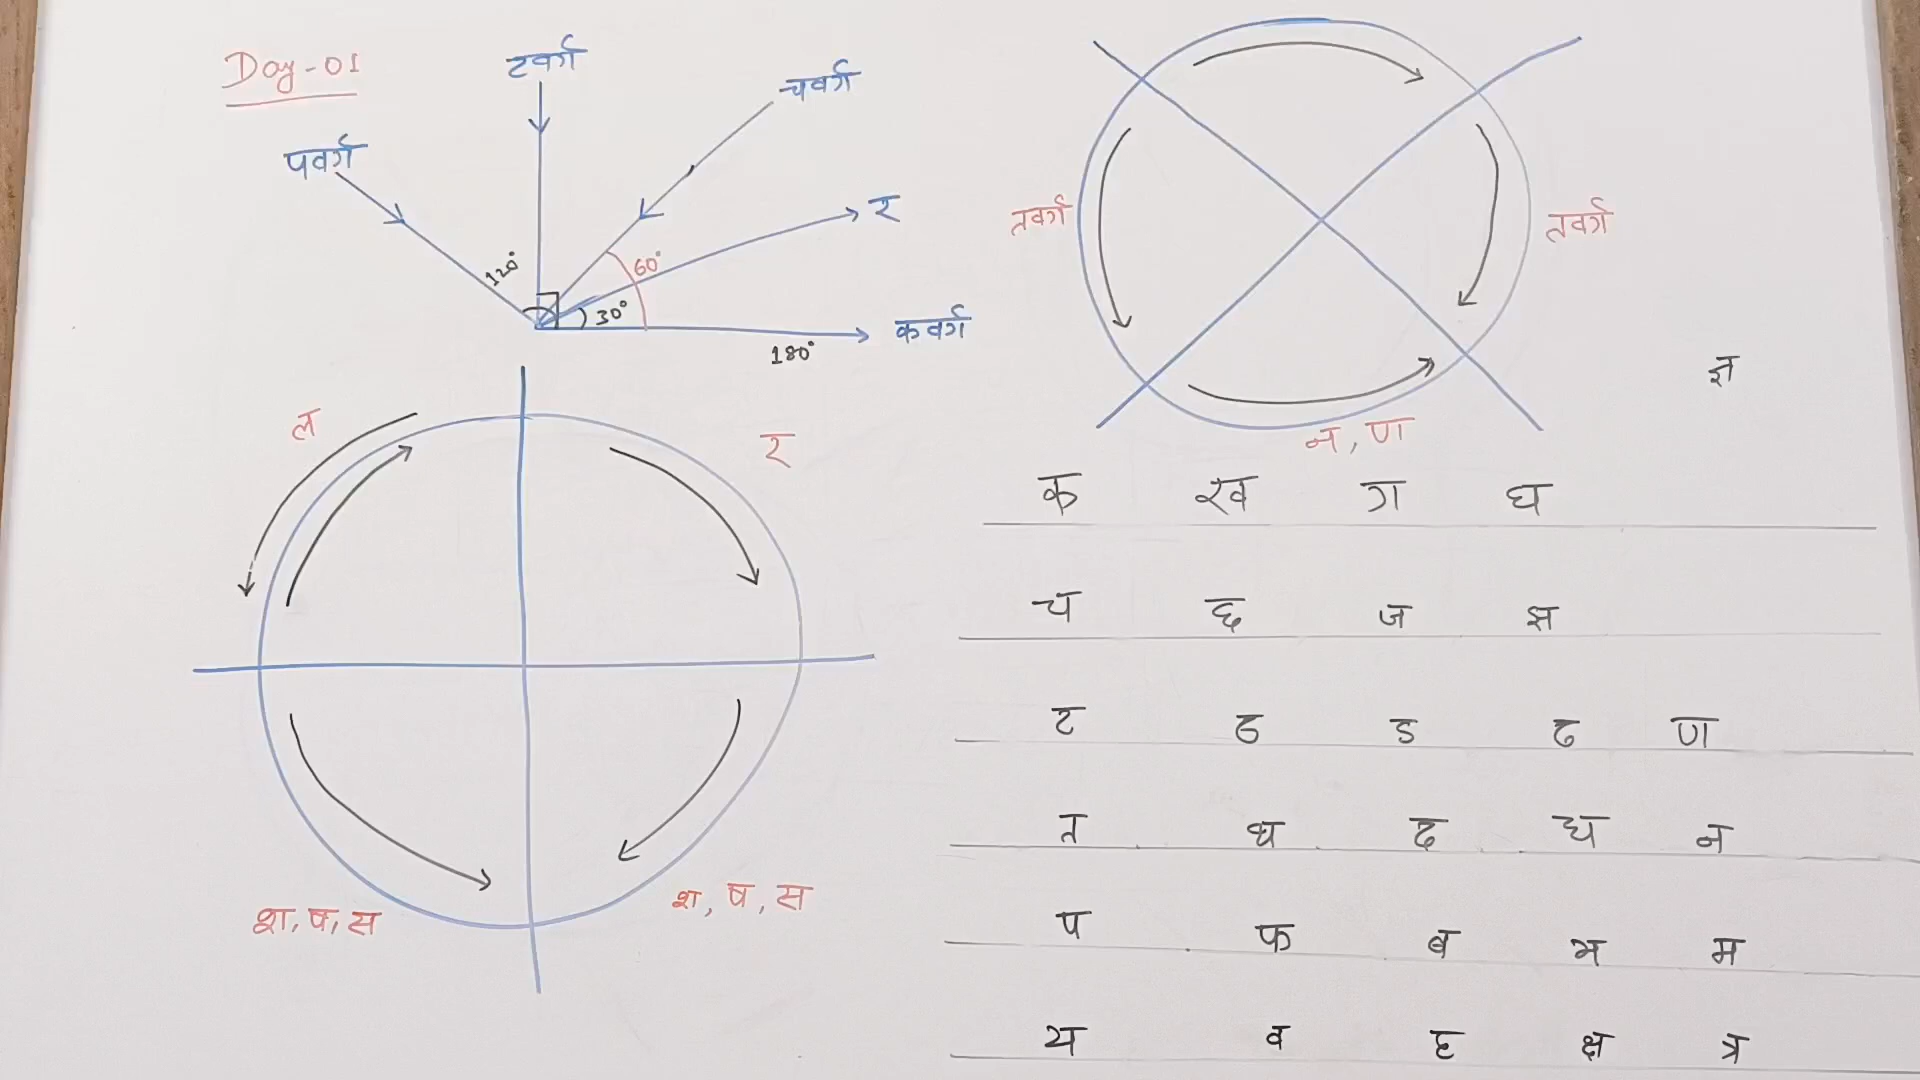 Day-01
टवर्ग
चवर्ग
पवर्ग
र
120°
60°
30°
कवर्ग
180°
तवर्ग
तवर्ग
न, ण
ज्ञ
ल
र
श, ष, स
श, ष, स
क ख ग घ
च छ ज झ
ट ठ ड ढ ण
त थ द ध न
प फ ब भ म
य व ह क्ष त्र